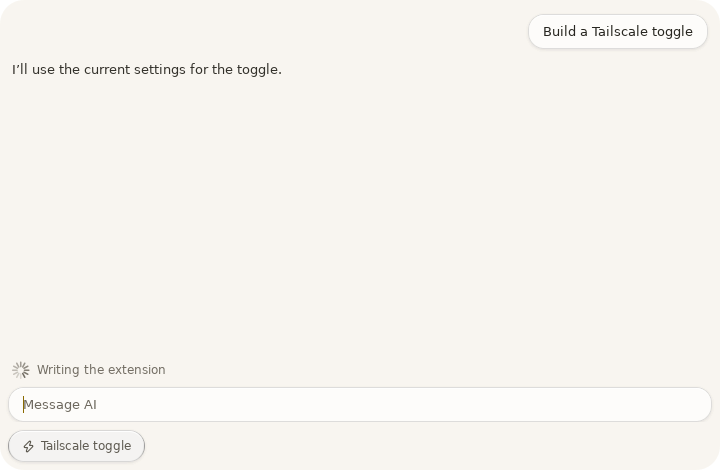 Build a Tailscale toggle
I’ll use the current settings for the toggle.
Writing the extension
Message AI
Tailscale toggle